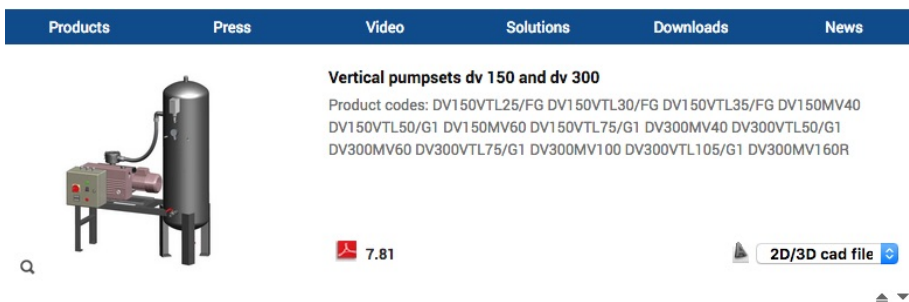 Products Press Video Solutions Downloads News
Vertical pumpsets dv 150 and dv 300
Product codes: DV150VTL25/FG DV150VTL30/FG DV150VTL35/FG DV150MV40
DV150VTL50/G1 DV150MV60 DV150VTL75/G1 DV300MV40 DV300VTL50/G1
DV300MV60 DV300VTL75/G1 DV300MV100 DV300VTL105/G1 DV300MV160R
7.81
2D/3D cad file